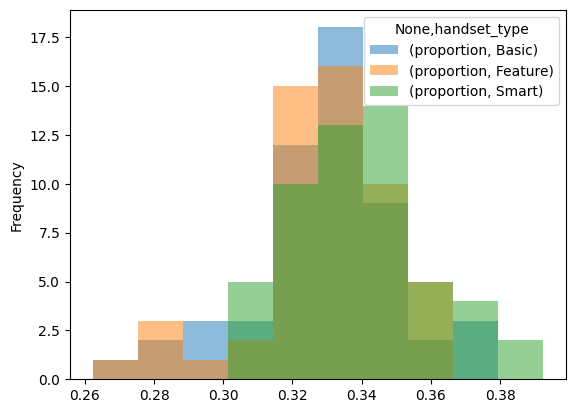 None,handset_type
(proportion, Basic)
(proportion, Feature)
(proportion, Smart)
Frequency
17.5
15.0
12.5
10.0
7.5
5.0
2.5
0.0
0.26 0.28 0.30 0.32 0.34 0.36 0.38